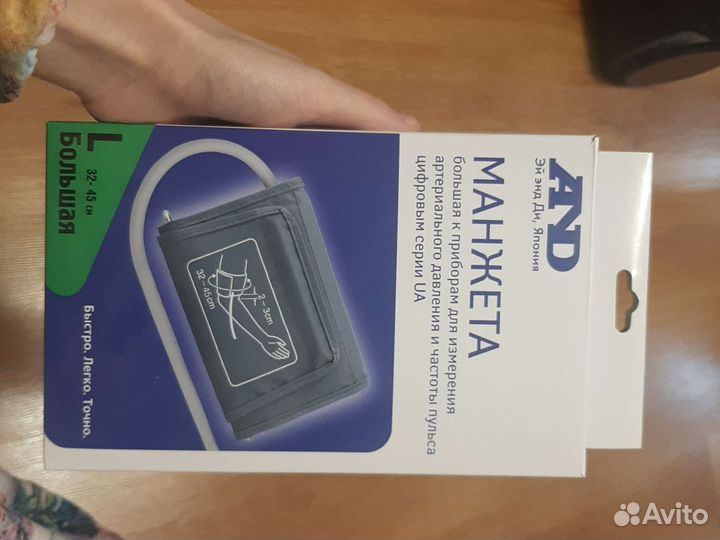 AND
Эй энд Ди, Япония
МАНЖЕТА
большая к приборам для измерения
артериального давления и частоты пульса
цифровым серии UA
2-3cm
32-45cm
L
32-45 см
Большая
Быстро. Легко. Точно.
Avito